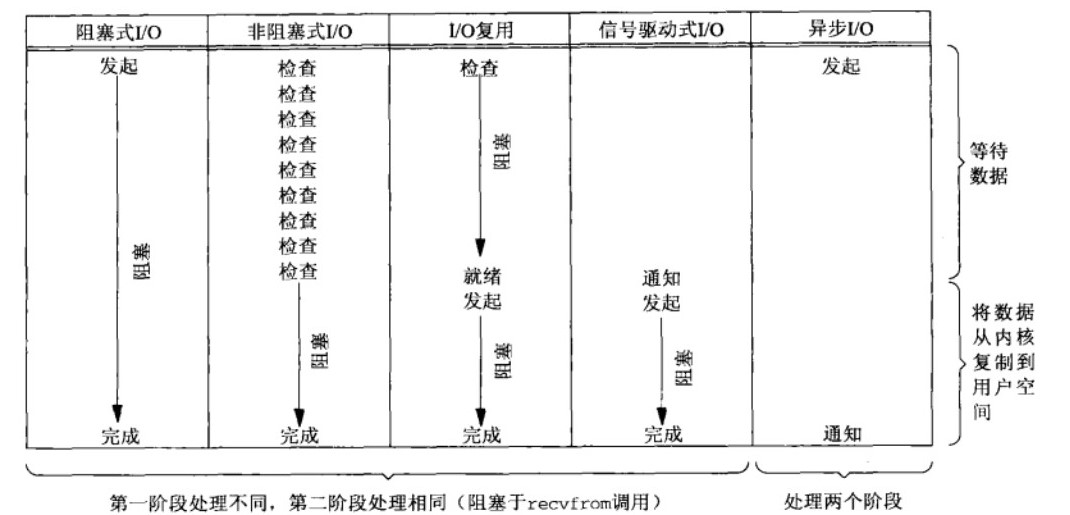 阻塞式I/O 非阻塞式I/O I/O复用 信号驱动式I/O 异步I/O
发起 检查 检查 发起
检查
检查
检查
检查
检查
检查
检查
检查
阻塞
阻塞
等待
数据
就绪 通知
发起 发起
阻塞
阻塞
阻塞
将数据
从内核
复制到
用户空
间
完成 完成 完成 完成 通知
第一阶段处理不同，第二阶段处理相同（阻塞于recvfrom调用） 处理两个阶段